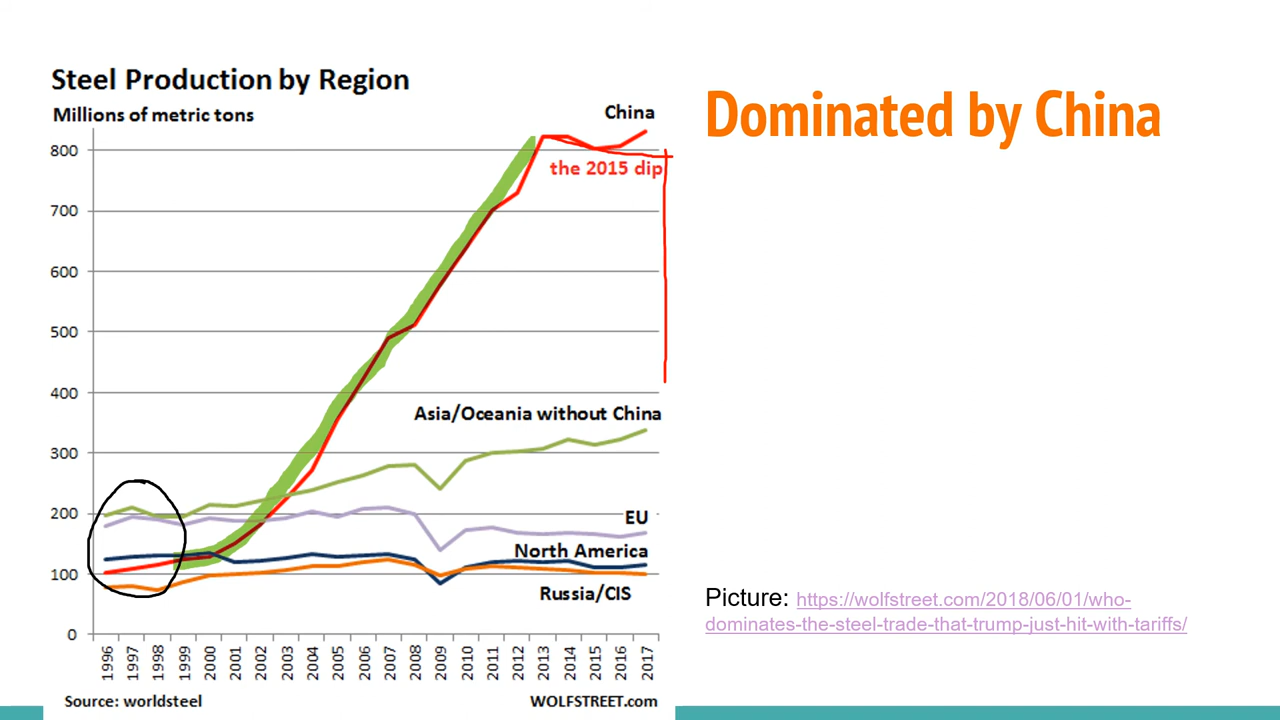 Steel Production by Region
Millions of metric tons
China
the 2015 dip
800
700
600
500
400
300
200
100
0
Asia/Oceania without China
EU
North America
Russia/CIS
1996 1997 1998 1999 2000 2001 2002 2003 2004 2005 2006 2007 2008 2009 2010 2011 2012 2013 2014 2015 2016 2017
Source: worldsteel WOLFSTREET.com
Dominated by China
Picture: https://wolfstreet.com/2018/06/01/who-
dominates-the-steel-trade-that-trump-just-hit-with-tariffs/